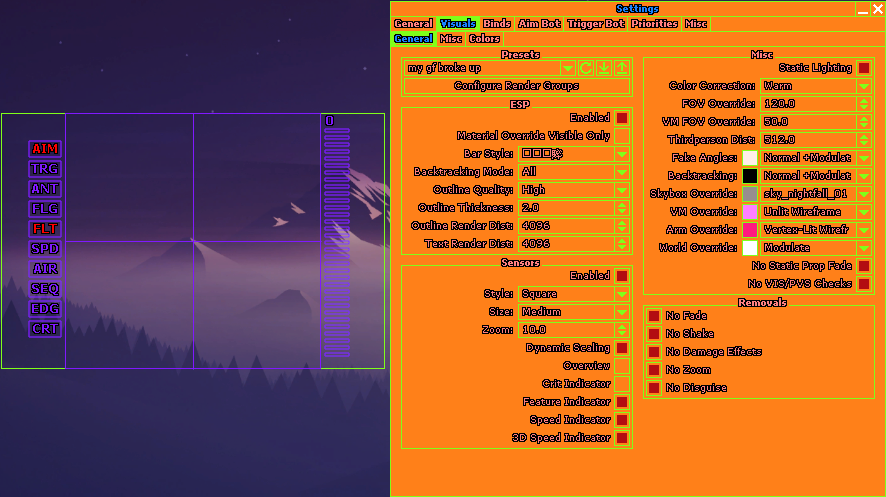 Settings
General Visuals Binds Aim Bot Trigger Bot Priorities Misc
General Misc Colors
0
AIM
TRG
ANT
FLG
FLT
SPD
AIR
SEQ
EDG
CRT
Presets
my gf broke up
Configure Render Groups
ESP
Enabled
Material Override Visible Only
Bar Style:
Backtracking Mode: All
Outline Quality: High
Outline Thickness: 2.0
Outline Render Dist: 4096
Text Render Dist: 4096
Sensors
Enabled
Style: Square
Size: Medium
Zoom: 10.0
Dynamic Scaling
Overview
Crit Indicator
Feature Indicator
Speed Indicator
3D Speed Indicator
Misc
Static Lighting
Color Correction: Warm
FOV Override: 120.0
VM FOV Override: 50.0
Thirdperson Dist: 512.0
Fake Angles: Normal +Modulat
Backtracking: Normal +Modulat
Skybox Override: sky_nightfall_01
VM Override: Unlit Wireframe
Arm Override: Vertex-Lit Wirefr
World Override: Modulate
No Static Prop Fade
No VIS/PVS Checks
Removals
No Fade
No Shake
No Damage Effects
No Zoom
No Disguise